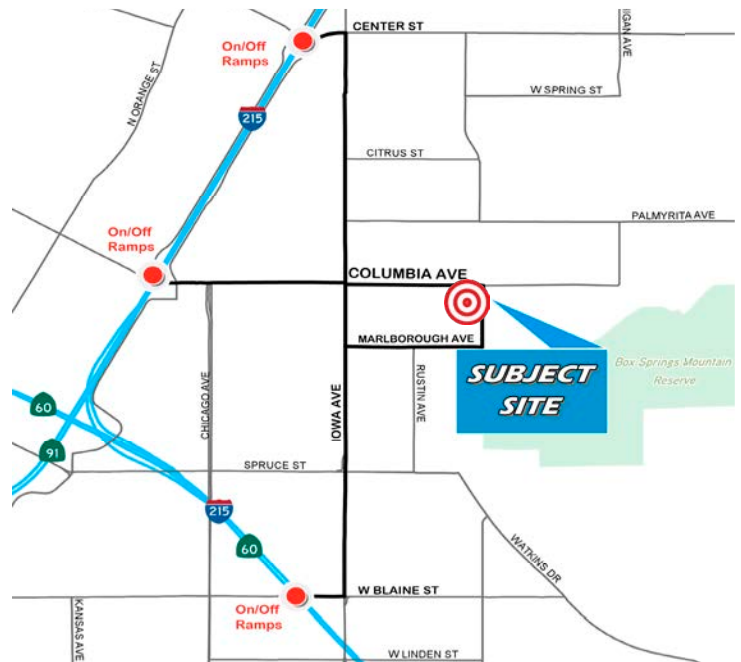 CENTER ST
IGAN AVE
On/Off
Ramps
N ORANGE ST
W SPRING ST
215
CITRUS ST
PALMYRITA AVE
On/Off
Ramps
COLUMBIA AVE
MARLBOROUGH AVE
SUBJECT
SITE
Box Springs Mountain
Reserve
RUSTIN AVE
CHICAGO AVE
IOWA AVE
60
91
SPRUCE ST
215
60
WATKINS DR
On/Off
Ramps
W BLAINE ST
KANSAS AVE
W LINDEN ST